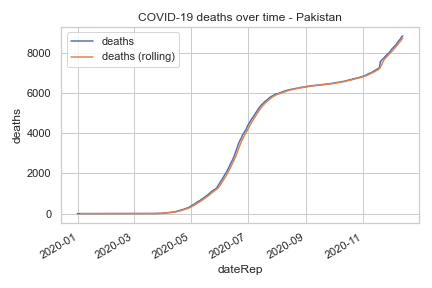 COVID-19 deaths over time - Pakistan
deaths
deaths (rolling)
8000
6000
4000
2000
0
deaths
2020-01
2020-03
2020-05
2020-07
2020-09
2020-11
dateRep